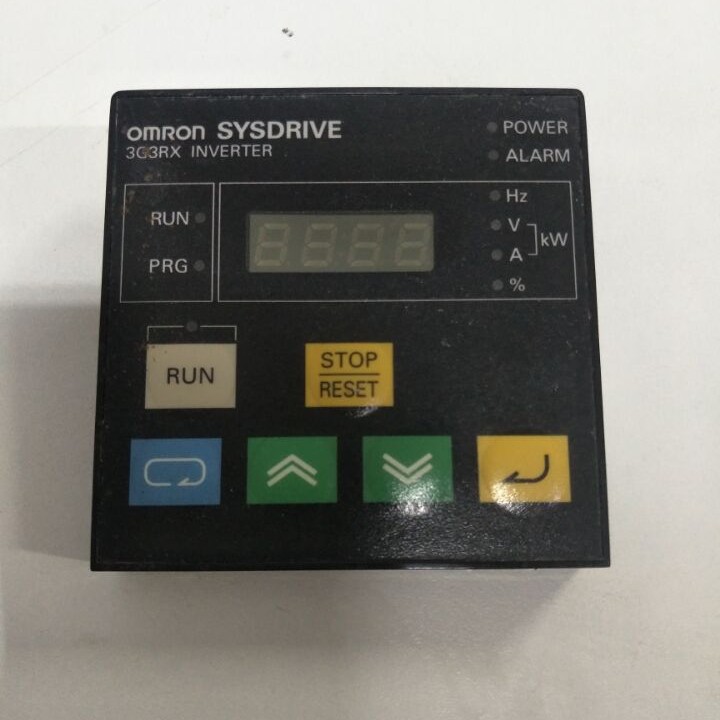 OMRON SYSDRIVE
3G3RX INVERTER
POWER
ALARM
RUN
PRG
Hz
V
A
kW
%
RUN
STOP
RESET